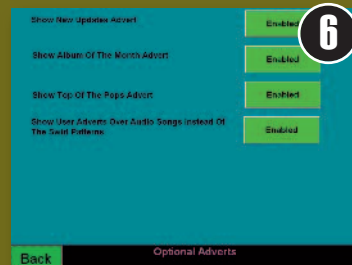 Show New Updates Advert
Enabled
6
Show Album Of The Month Advert
Enabled
Show Top Of The Pops Advert
Enabled
Show User Adverts Over Audio Songs Instead Of
The Swid Patterns
Enabled
Back
Optional Adverts